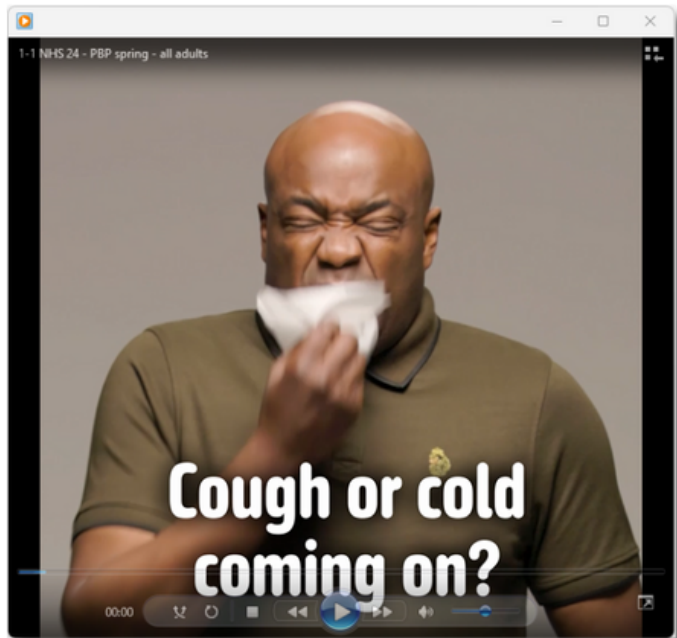 1-1 NHS 24 - PBP spring - all adults
Cough or cold
coming on?
00:00